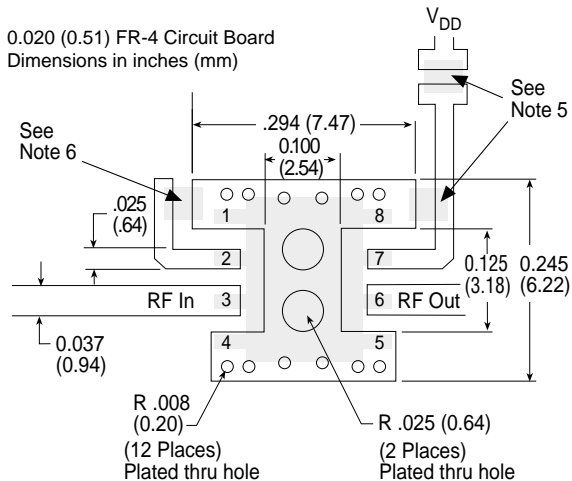 0.020 (0.51) FR-4 Circuit Board
Dimensions in inches (mm)
VDD
See
Note 5
.294 (7.47)
0.100
(2.54)
See
Note 6
.025
(.64)
1
8
2
7
0.125
(3.18)
0.245
(6.22)
RF In
3
6
RF Out
0.037
(0.94)
4
5
R .008
(0.20)
(12 Places)
Plated thru hole
R .025 (0.64)
(2 Places)
Plated thru hole